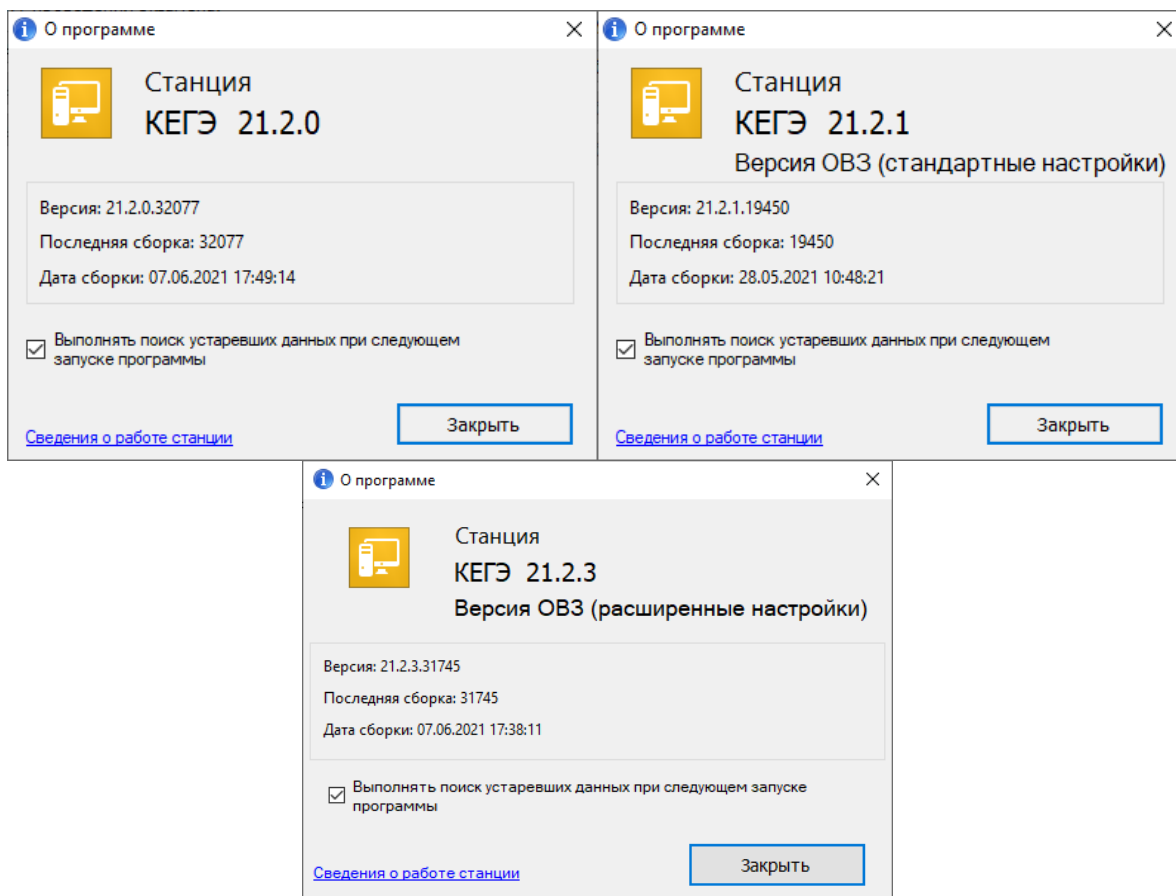 О программе
Станция
КЕГЭ 21.2.0
Версия: 21.2.0.32077
Последняя сборка: 32077
Дата сборки: 07.06.2021 17:49:14
Выполнять поиск устаревших данных при следующем
запуске программы
Сведения о работе станции
Закрыть
О программе
Станция
КЕГЭ 21.2.1
Версия ОВЗ (стандартные настройки)
Версия: 21.2.1.19450
Последняя сборка: 19450
Дата сборки: 28.05.2021 10:48:21
Выполнять поиск устаревших данных при следующем
запуске программы
Сведения о работе станции
Закрыть
О программе
Станция
КЕГЭ 21.2.3
Версия ОВЗ (расширенные настройки)
Версия: 21.2.3.31745
Последняя сборка: 31745
Дата сборки: 07.06.2021 17:38:11
Выполнять поиск устаревших данных при следующем запуске
программы
Сведения о работе станции
Закрыть